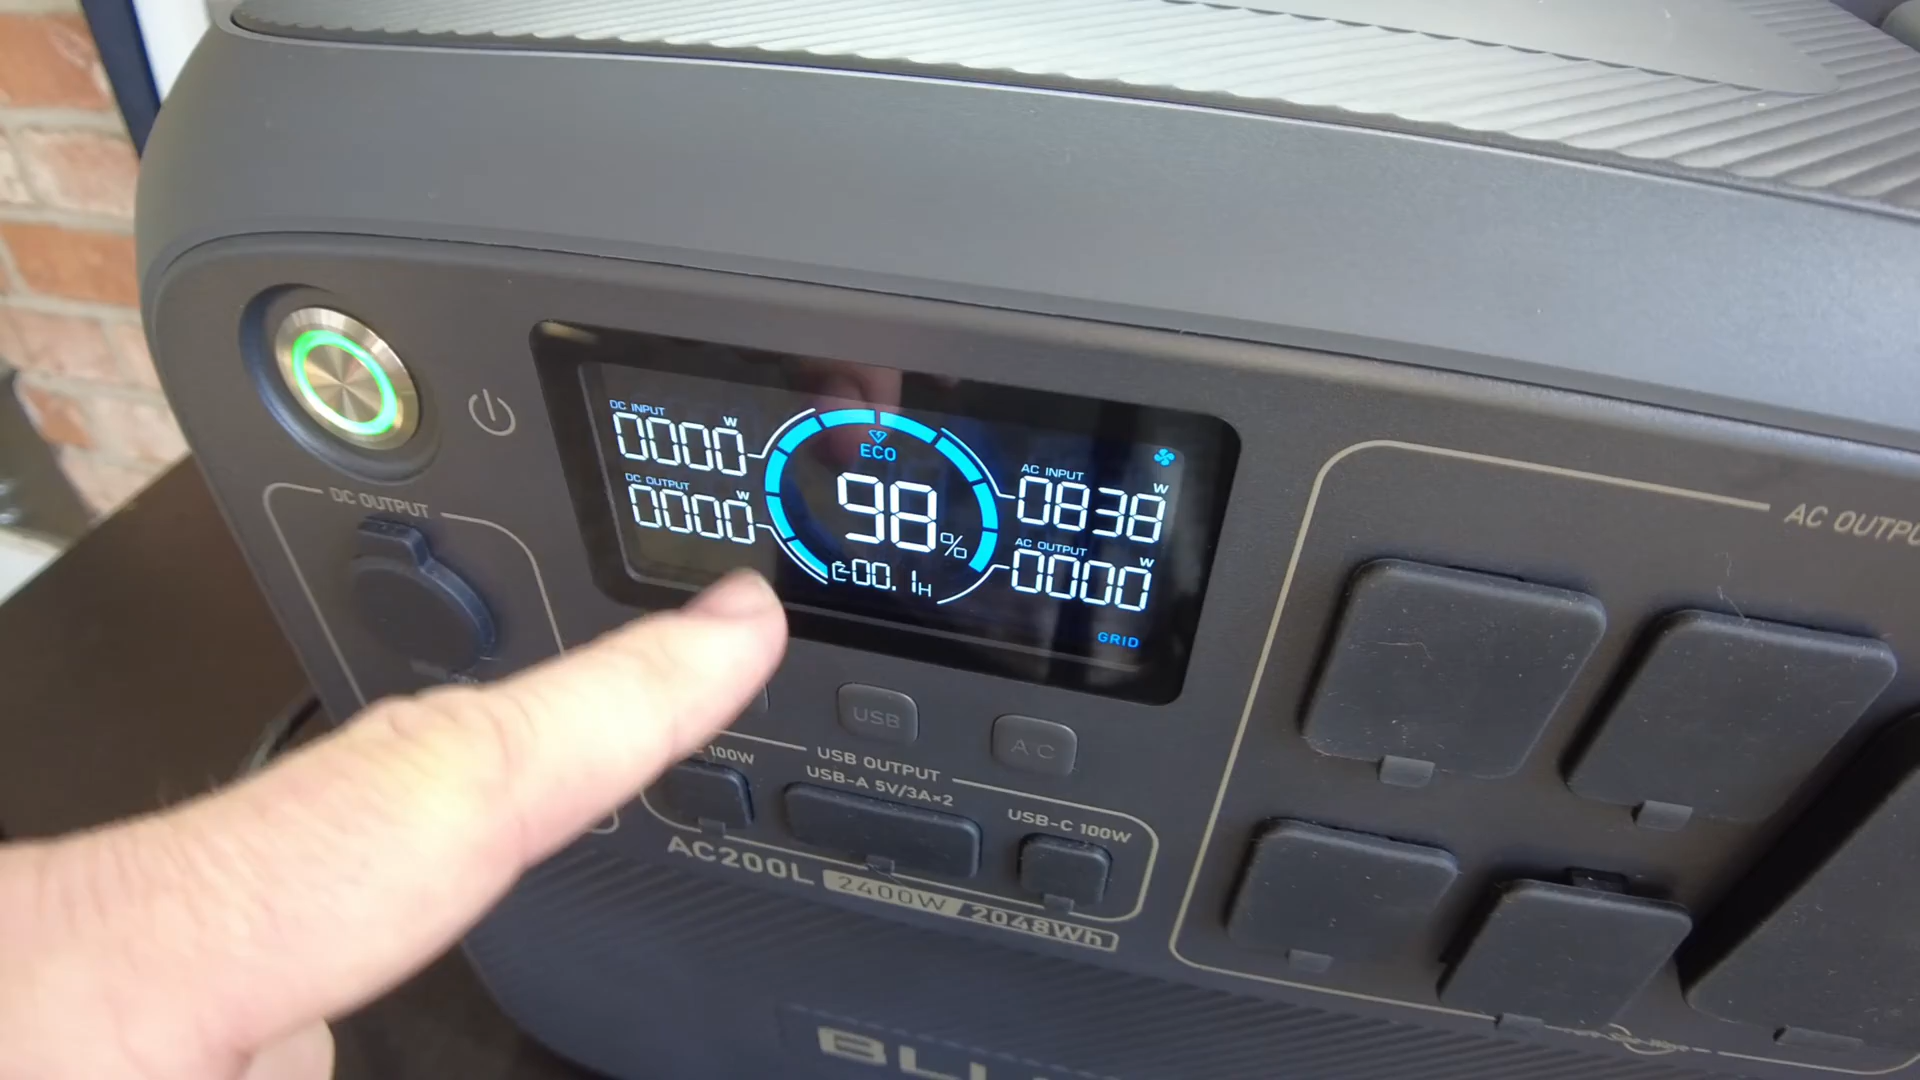 DC INPUT
0000 W
DC OUTPUT
0000 W
ECO
98 %
00.1H
AC INPUT
0838 W
AC OUTPUT
0000 W
GRID
DC OUTPUT
AC
USB
AC
100W
USB OUTPUT
USB-A 5V/3A×2
USB-C 100W
AC200L 2400W/2048Wh